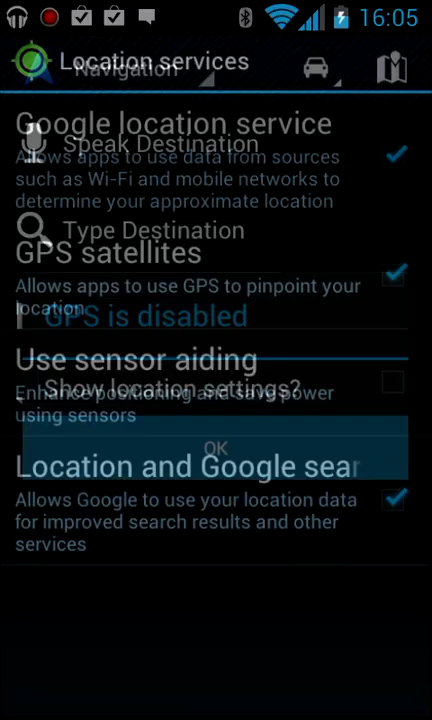 16:05
Location services
Navigation
Google location service
Speak Destination
Allows apps to use data from sources
such as Wi-Fi and mobile networks to
determine your approximate location
Type Destination
GPS satellites
Allows apps to use GPS to pinpoint your
location
GPS is disabled
Use sensor aiding
Show location settings?
Enhance positioning and save power
using sensors
OK
Location and Google sear
Allows Google to use your location data
for improved search results and other
services